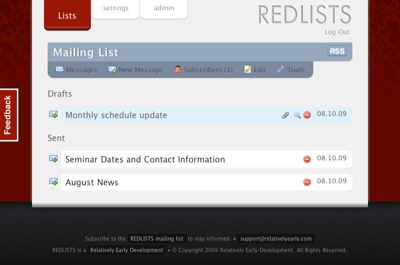 Lists
settings
admin
REDLISTS
Log Out
Mailing List
RSS
Messages
New Message
Subscribers (1)
Edit
Tools
Feedback
Drafts
Monthly schedule update
08.10.09
Sent
Seminar Dates and Contact Information
08.10.09
August News
08.10.09
Subscribe to the REDLISTS mailing list to stay informed. • support@relativelyearly.com
REDLISTS is a Relatively Early Development • © Copyright 2009 Relatively Early Development. All Rights Reserved.